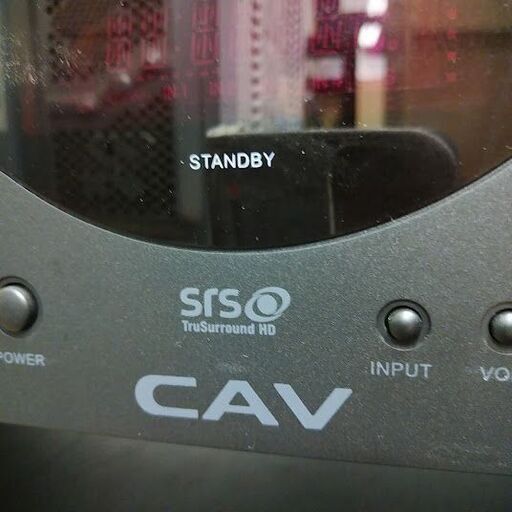 STANDBY
SRS
TruSurround HD
POWER
INPUT
CAV